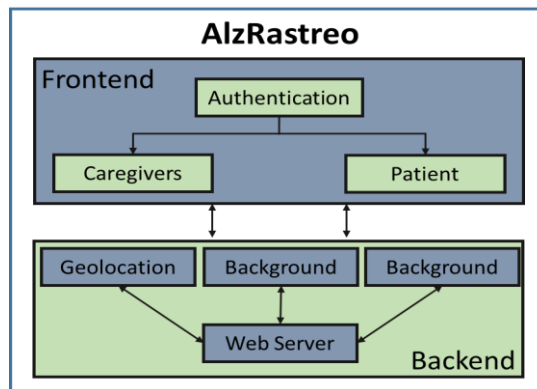 AlzRastreo
Frontend
Authentication
Caregivers
Patient
Geolocation
Background
Background
Web Server
Backend